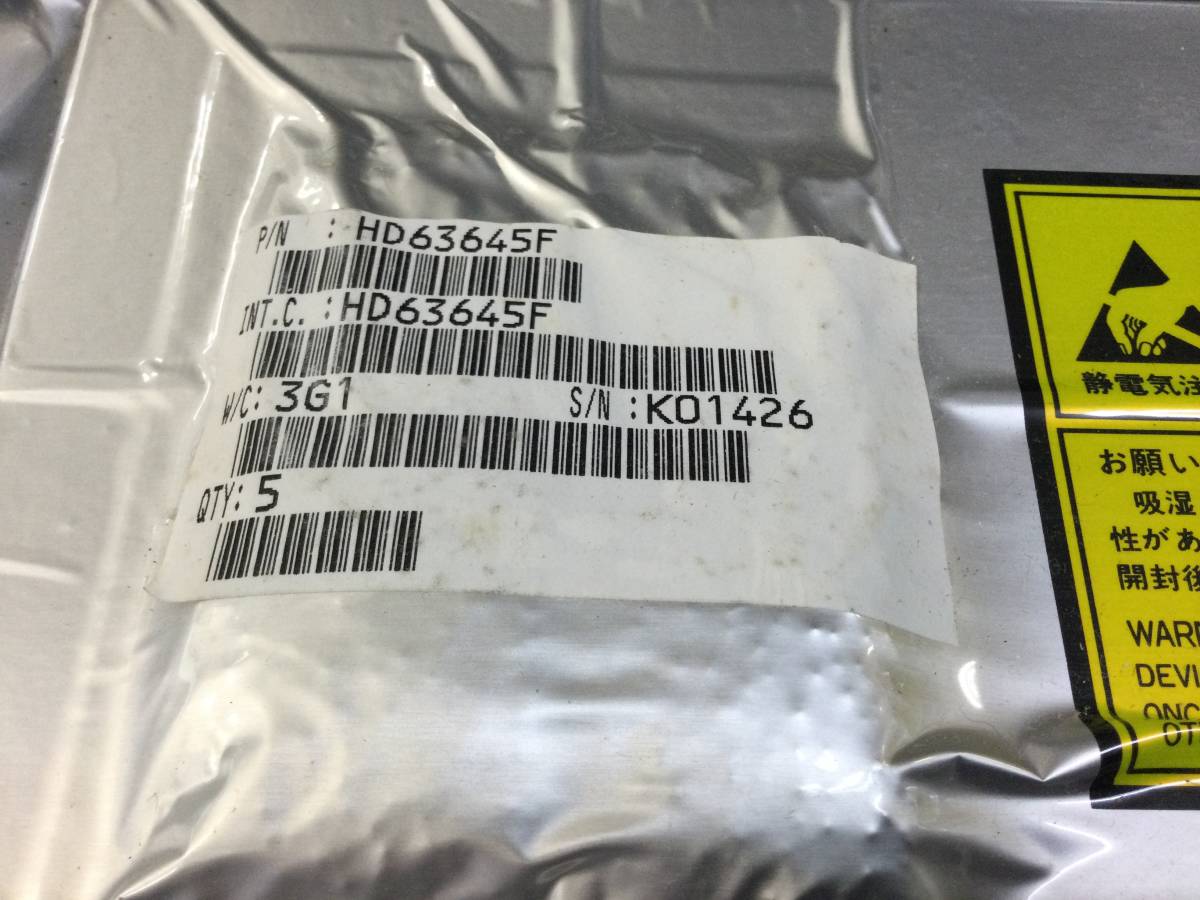 P/N : HD63645F
INT.C. : HD63645F
W/C: 3G1 S/N : K01426
QTY: 5
静電気注
お願い
吸湿
性があ
開封後
WAR
DEVI
ONC
OT